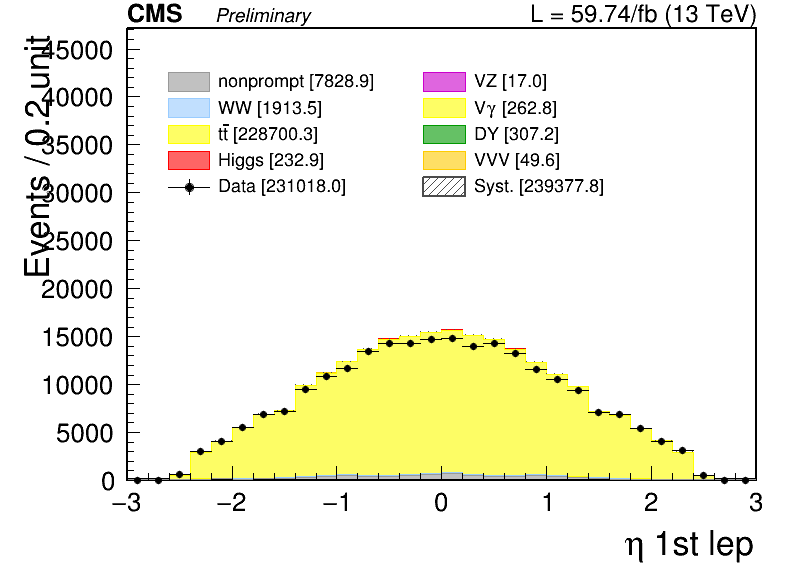 CMS Preliminary L = 59.74/fb (13 TeV)
Events / 0.2 unit
45000
40000
35000
30000
25000
20000
15000
10000
5000
0
nonprompt [7828.9] VZ [17.0]
WW [1913.5] Vγ [262.8]
tt̄ [228700.3] DY [307.2]
Higgs [232.9] VVV [49.6]
Data [231018.0] Syst. [239377.8]
−3 −2 −1 0 1 2 3
η 1st lep